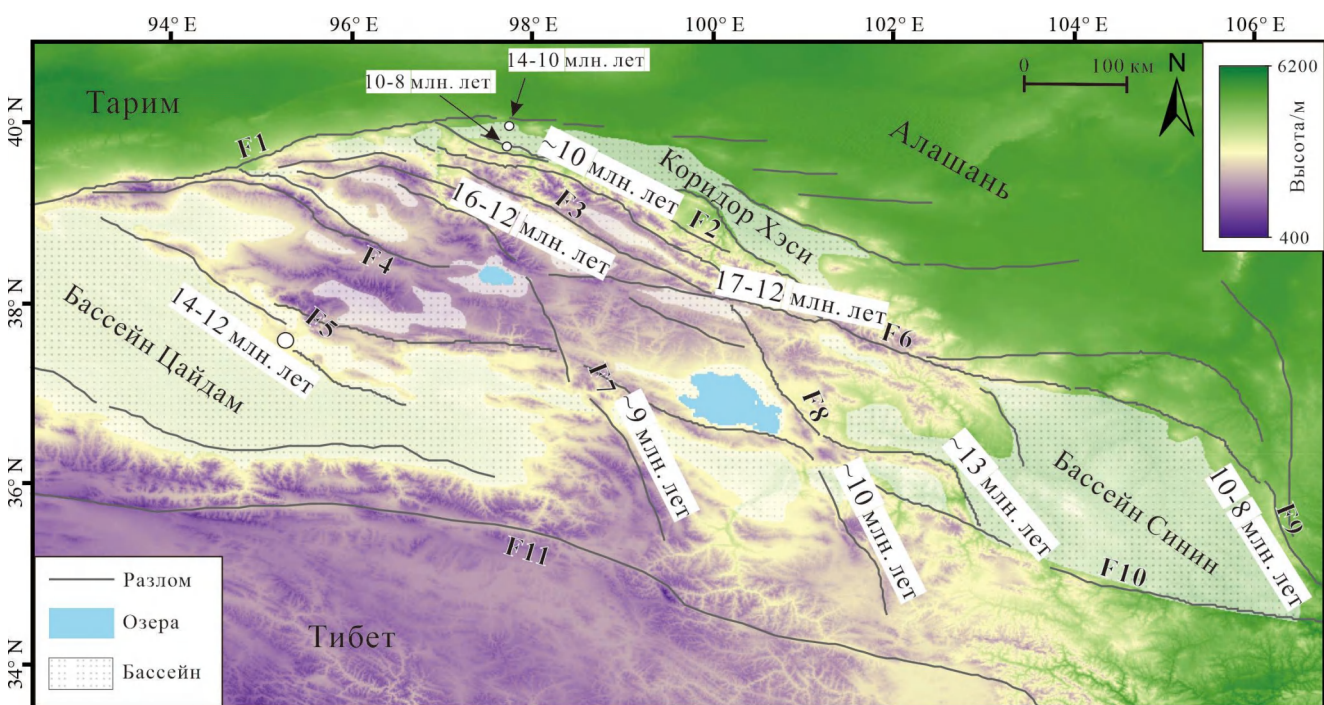 94° E
96° E
98° E
100° E
102° E
104° E
106° E
40° N
38° N
36° N
34° N
14-10 млн. лет
10-8 млн. лет
Тарим
F1
~10 млн. лет
Коридор Хэси
Алашань
0 100 км
N
6200
Высота/м
400
16-12 млн. лет
F3
F2
F4
17-12 млн. лет
F6
Бассейн Цайдам
14-12 млн. лет
F5
F7
~9 млн. лет
F8
~10 млн. лет
~13 млн. лет
Бассейн Синин
10-8 млн. лет
F9
F10
F11
Тибет
Разлом
Озера
Бассейн